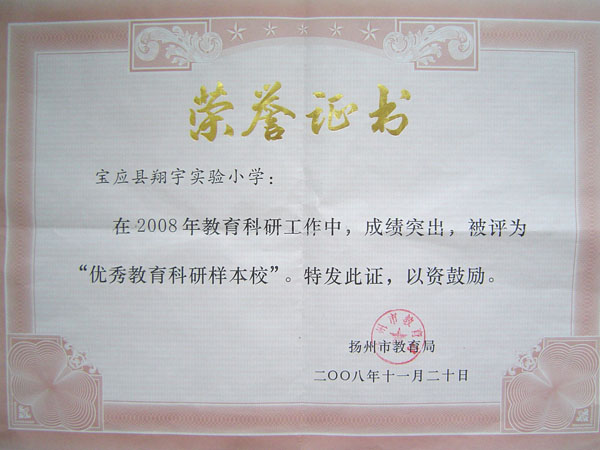 荣誉证书
宝应县翔宇实验小学：
在2008年教育科研工作中，成绩突出，被评为
“优秀教育科研样本校”。特发此证，以资鼓励。
扬州市教育局
二〇〇八年十一月二十日